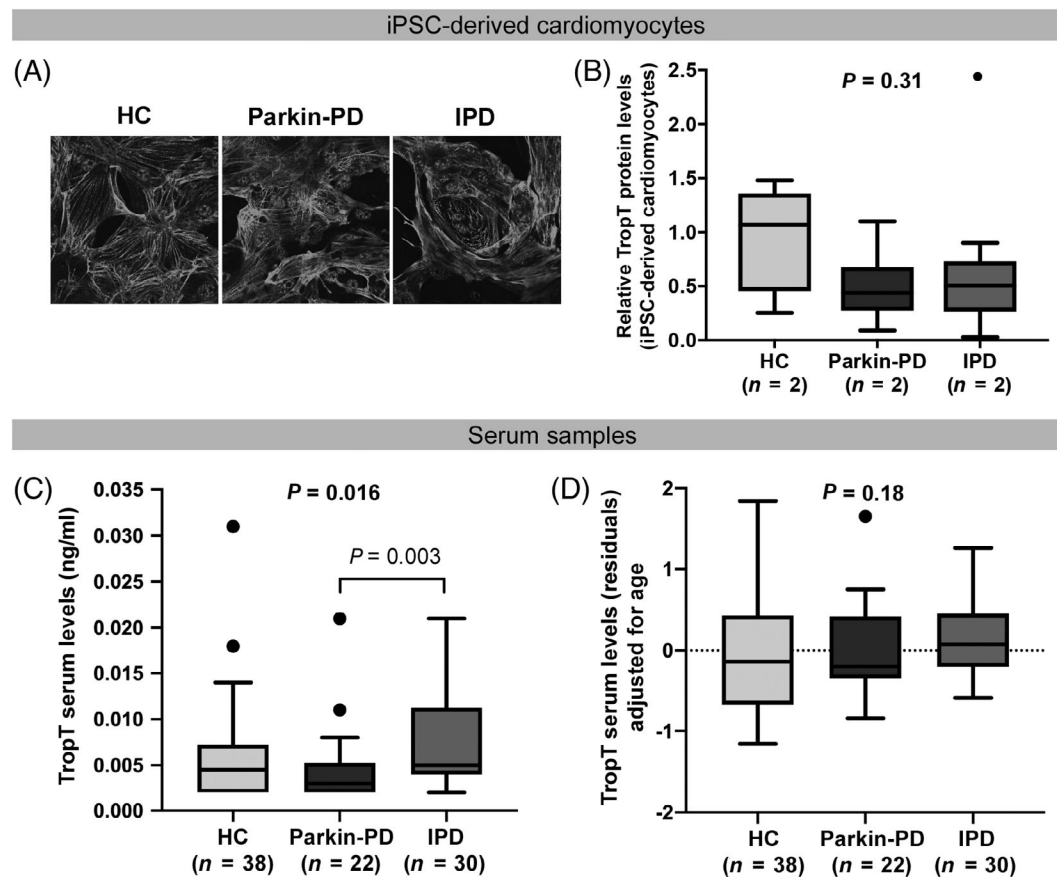 iPSC-derived cardiomyocytes
(A)
HC
Parkin-PD
IPD
(B)
Relative TropT protein levels
(iPSC-derived cardiomyocytes)
2.5
2.0
1.5
1.0
0.5
0.0
P = 0.31
HC
(n = 2)
Parkin-PD
(n = 2)
IPD
(n = 2)
Serum samples
(C)
TropT serum levels (ng/ml)
0.035
0.030
0.025
0.020
0.015
0.010
0.005
0.000
P = 0.016
P = 0.003
HC
(n = 38)
Parkin-PD
(n = 22)
IPD
(n = 30)
(D)
TropT serum levels (residuals)
adjusted for age
2
1
0
-1
-2
P = 0.18
HC
(n = 38)
Parkin-PD
(n = 22)
IPD
(n = 30)